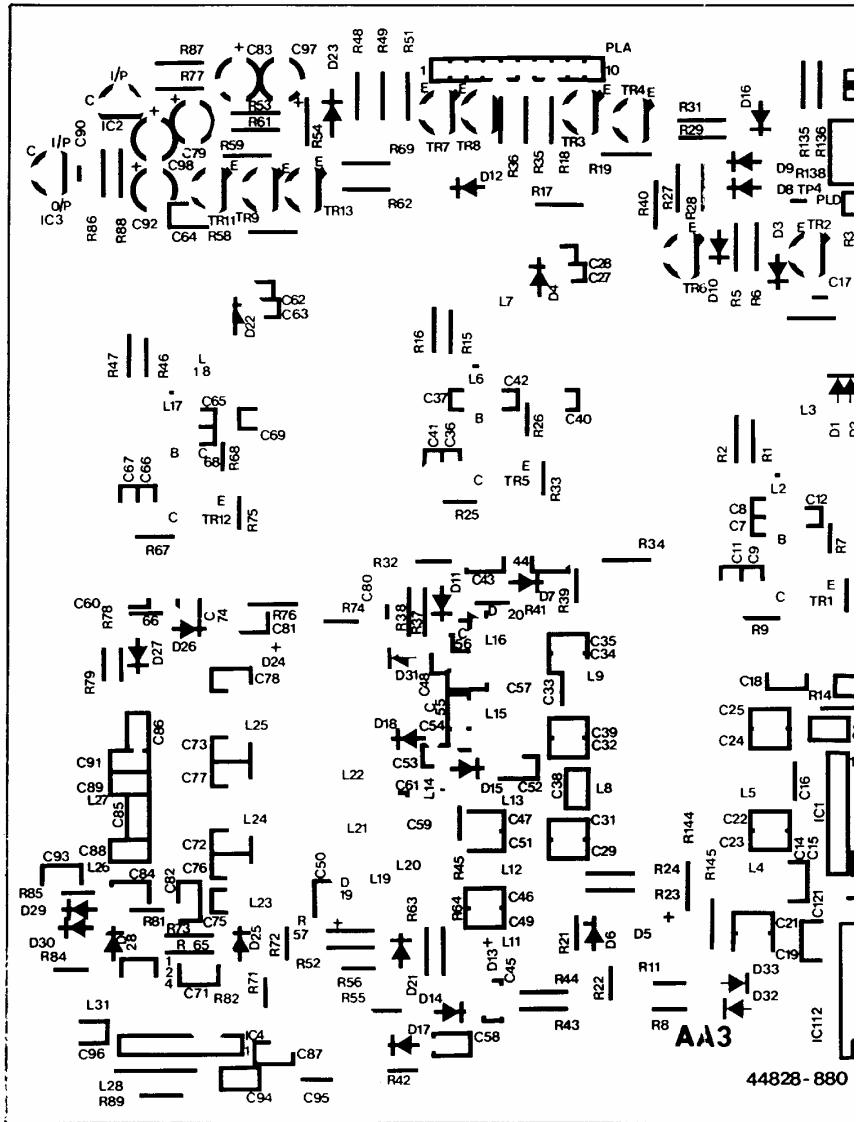 R87
+
C83
C97
D23
R48
R49
R51
PLA
1
10
I/P
R77
C
IC2
+
+
R53
R61
+
R54
E
E
E
TR4
E
R31
R29
D16
R135
R136
C90
I/P
C
C79
C98
R59
R69
TR7
TR8
R36
R35
TR3
R18
R19
D9
D8
R138
TP4
PLD
O/P
IC3
+
R86
R88
C92
C64
E
TR11
R58
E
TR9
E
TR13
R62
D12
R17
R40
R27
R28
E
TR6
D10
R5
R6
D3
E
TR2
R3
C17
C28
C27
D4
L7
C62
C63
D22
R47
R46
L
18
R16
R15
L6
L17
C65
C69
C37
C42
B
R26
C40
L3
D1
B
C
68
R68
C41
C36
R2
R1
C67
C66
E
C
TR12
R75
C
E
TR5
R33
R25
L2
C8
C7
C12
B
R7
R67
R32
C43
44
R34
C11
C9
C
E
TR1
R9
C60
R78
66
C
74
R76
C81
R74
C80
R38
R37
D11
D
20
D7
R41
R39
D26
D27
+
D24
R79
C78
D31
C
56
L16
C48
C35
C34
L9
C33
C57
C18
R14
C86
C
55
L15
C25
C24
C73
L25
C77
D18
C54
C39
C32
C91
C89
L27
C85
L22
C53
C61
L14
D15
C52
L13
C38
L8
L5
C16
IC1
L24
L21
C59
C47
C51
C31
C29
R144
C22
C23
C88
L26
C72
C76
L20
R45
L12
R24
R23
R145
L4
C14
C15
C93
C84
C82
C50
D
19
L19
R85
D29
R81
C75
L23
R
57
+
R63
R64
C46
C49
L11
R21
D6
D5
+
C21
C19
C121
D30
R84
D
28
R73
R 65
D25
R72
R52
D21
+
D13
C45
R11
D33
1
2
4
C71
R82
R71
R56
R55
D14
R44
R43
R22
R8
D32
L31
C96
IC4
1
C87
D17
C58
AA3
IC112
L28
R89
C94
C95
R42
44828-880